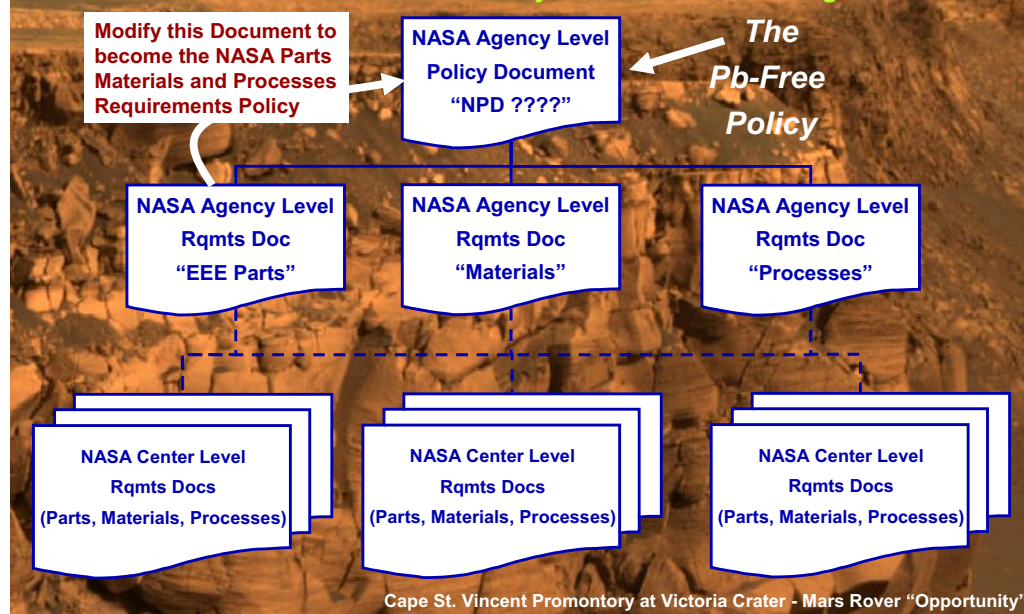 Modify this Document to
become the NASA Parts
Materials and Processes
Requirements Policy
NASA Agency Level
Policy Document
“NPD ????”
The
Pb-Free
Policy
NASA Agency Level
Rqmts Doc
“EEE Parts”
NASA Agency Level
Rqmts Doc
“Materials”
NASA Agency Level
Rqmts Doc
“Processes”
NASA Center Level
Rqmts Docs
(Parts, Materials, Processes)
NASA Center Level
Rqmts Docs
(Parts, Materials, Processes)
NASA Center Level
Rqmts Docs
(Parts, Materials, Processes)
Cape St. Vincent Promontory at Victoria Crater - Mars Rover “Opportunity”